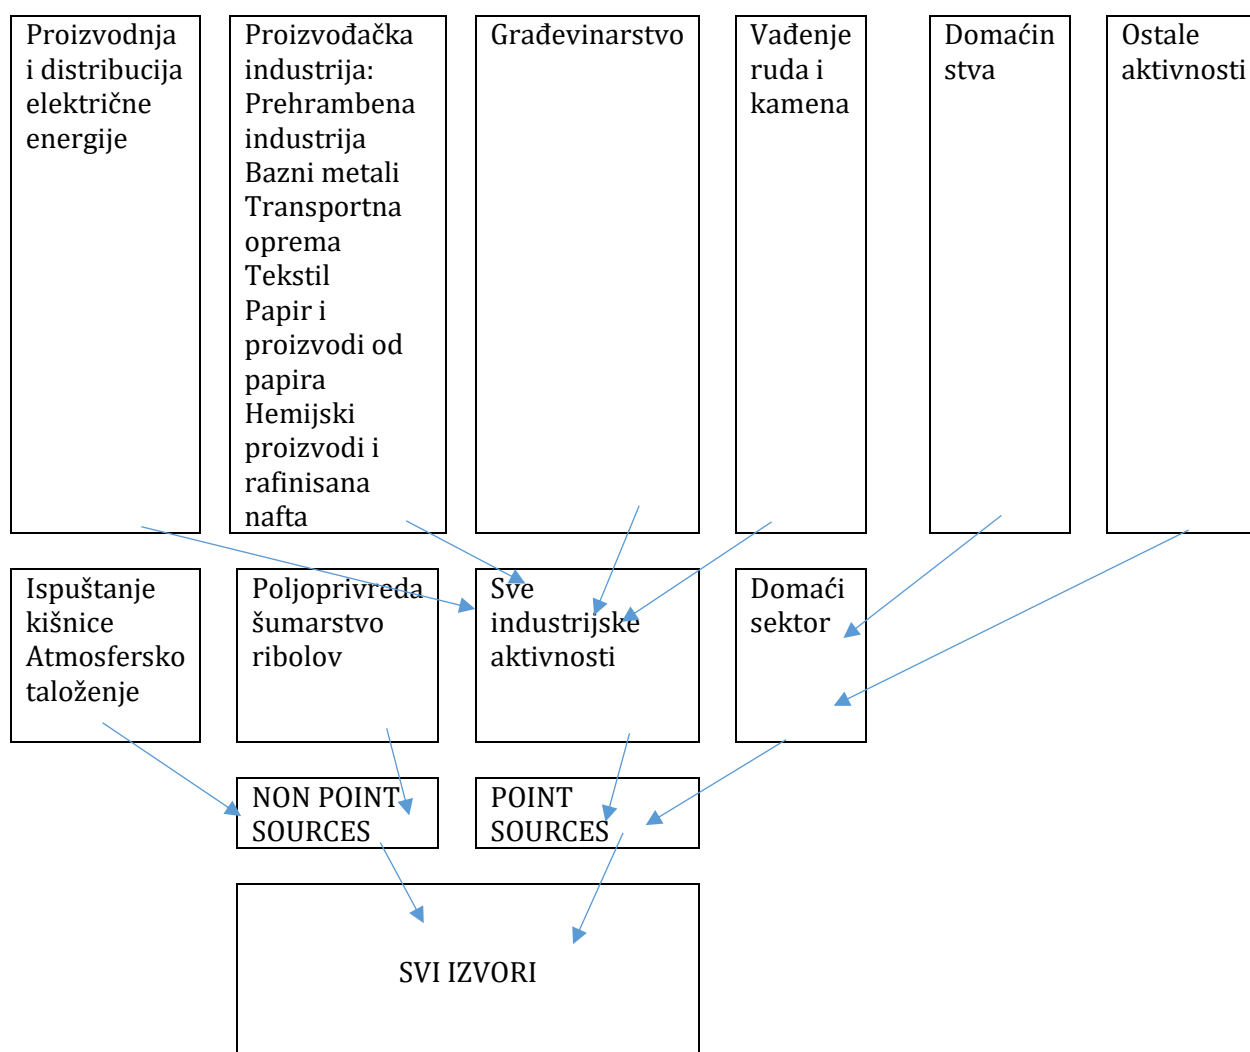 Proizvodnja
i distribucija
električne
energije
Proizvođačka
industrija:
Prehrambena
industrija
Bazni metali
Transportna
oprema
Tekstil
Papir i
proizvodi od
papira
Hemijski
proizvodi i
rafinisana
nafta
Građevinarstvo
Vađenje
ruda i
kamena
Domaćin
stva
Ostale
aktivnosti
Ispuštanje
kišnice
Atmosfersko
taloženje
Poljoprivreda
šumarstvo
ribolov
Sve
industrijske
aktivnosti
Domaći
sektor
NON POINT
SOURCES
POINT
SOURCES
SVI IZVORI